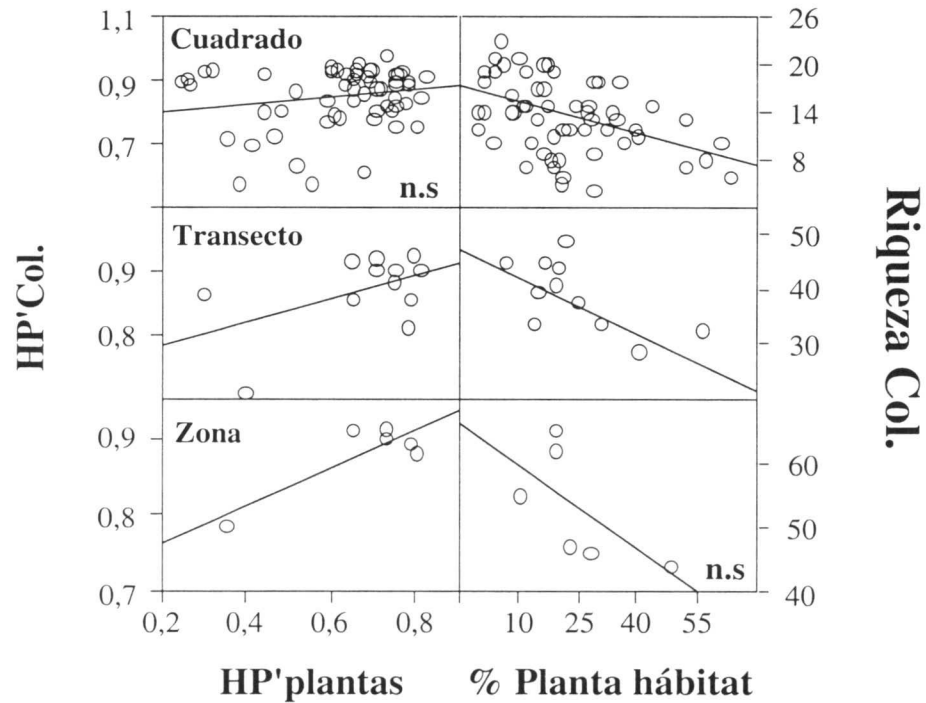 1,1
0,9
0,7
Cuadrado
n.s
26
20
14
8
0,9
0,8
Transecto
50
40
30
0,9
0,8
0,7
Zona
n.s
60
50
40
0,2 0,4 0,6 0,8
10 25 40 55
HP'Col.
Riqueza Col.
HP'plantas
% Planta hábitat